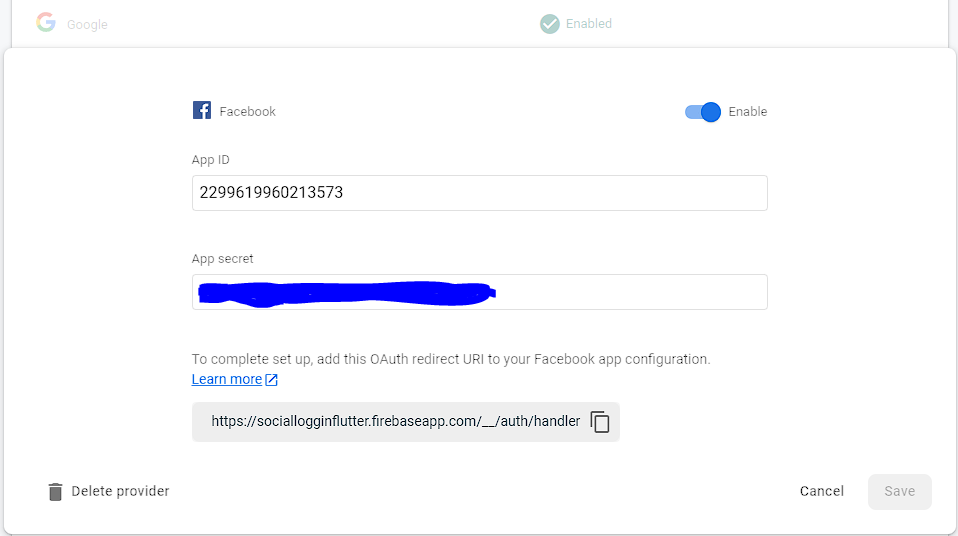 Google
Enabled
Facebook
Enable
App ID
2299619960213573
App secret
To complete set up, add this OAuth redirect URI to your Facebook app configuration.
Learn more
https://sociallogginflutter.firebaseapp.com/__/auth/handler
Delete provider
Cancel
Save